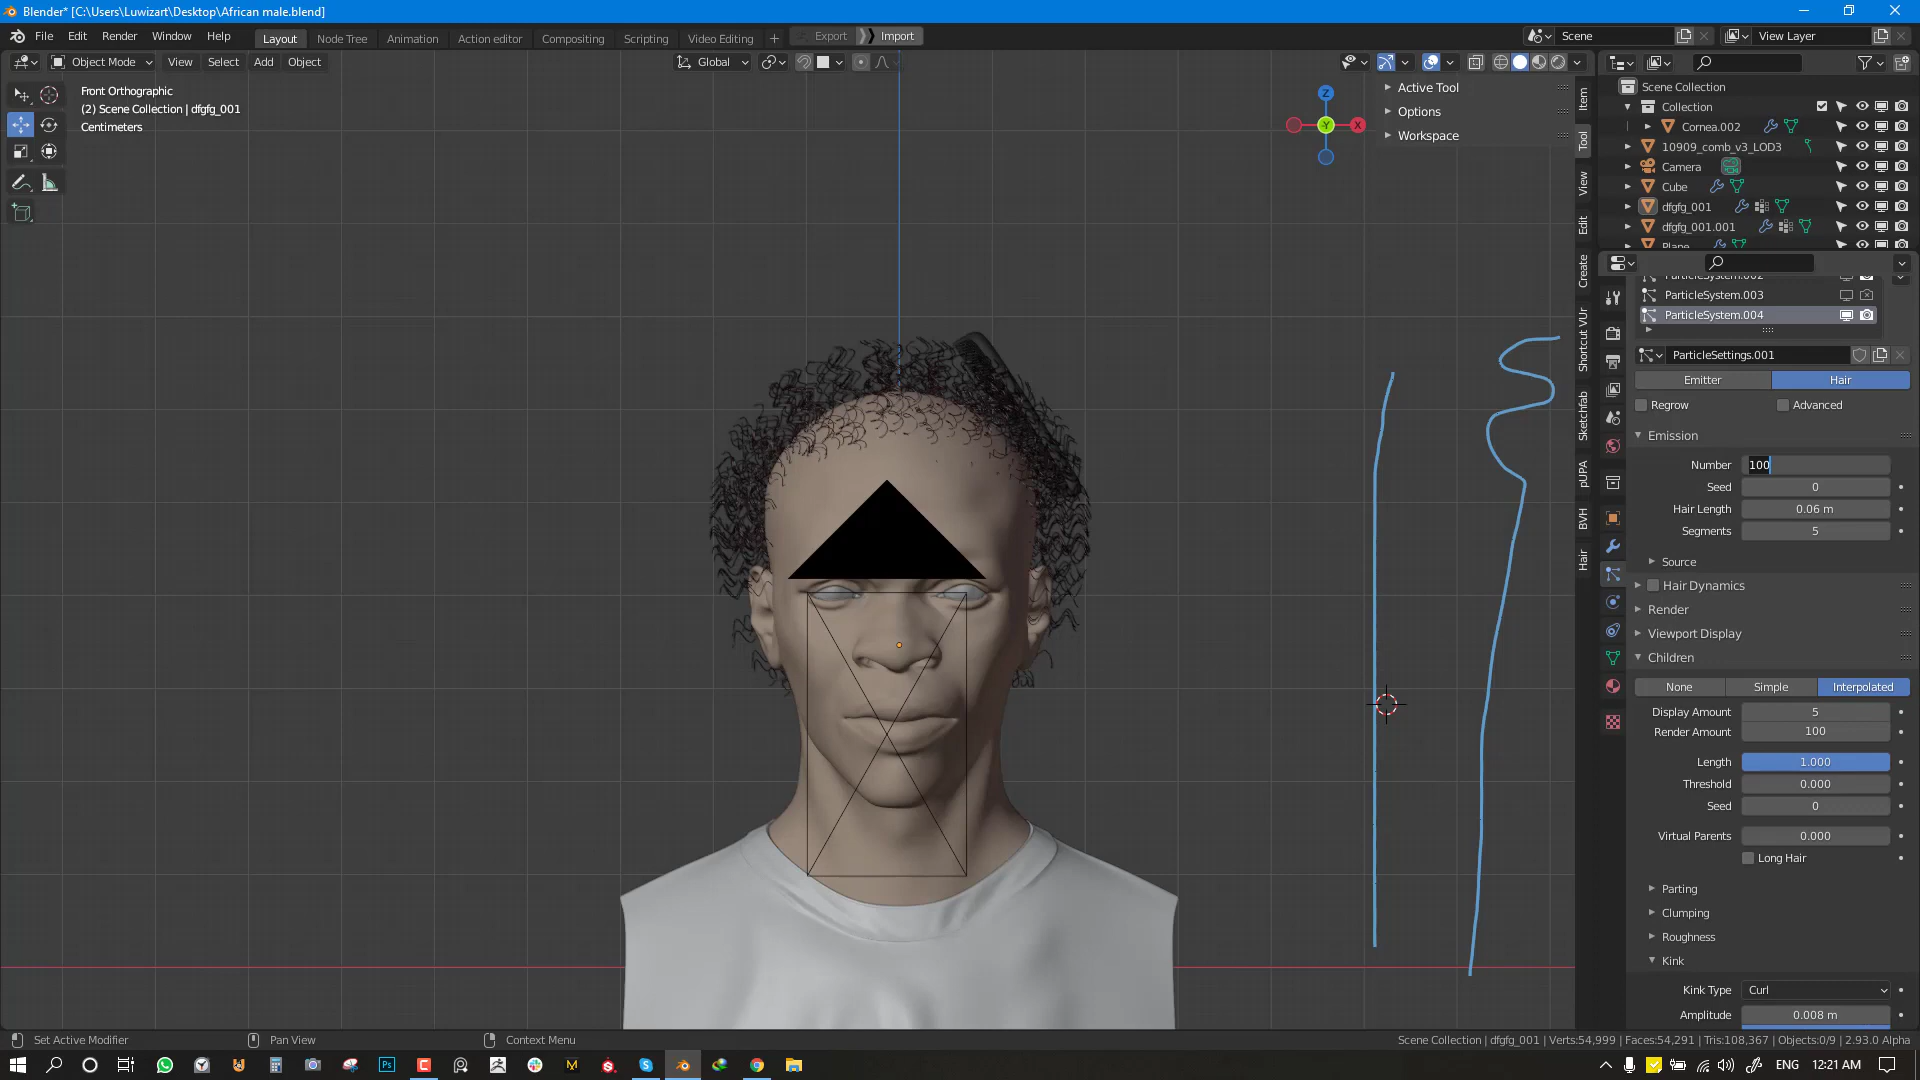 Blender* [C:\Users\Luwizart\Desktop\African male.blend]
File Edit Render Window Help
Layout Node Tree Animation Action editor Compositing Scripting Texture Video Editing + Export Import
Scene
View Layer
Object Mode View Select Add Object
Global
Front Orthographic
(2) Scene Collection | dfgfg_001
Centimeters
Z
Y
X
Active Tool
Options
Workspace
Item
Tool
View
Edit
Create
Shortcut VUr
Sketchfab
pUPA
BVH
Hair
Scene Collection
Collection
Cornea.002
10909_comb_v3_LOD3
Camera
Cube
dfgfg_001
dfgfg_001.001
Plane
ParticleSystem.002
ParticleSystem.003
ParticleSystem.004
ParticleSettings.001
Emitter Hair
Regrow Advanced
Emission
Number 100
Seed 0
Hair Length 0.06 m
Segments 5
Source
Hair Dynamics
Render
Viewport Display
Children
None Simple Interpolated
Display Amount 5
Render Amount 100
Length 1.000
Threshold 0.000
Seed 0
Virtual Parents 0.000
Long Hair
Parting
Clumping
Roughness
Kink
Kink Type Curl
Amplitude 0.008 m
Set Active Modifier Pan View Context Menu
Scene Collection | dfgfg_001 | Verts:54,999 | Faces:54,291 | Tris:108,367 | Objects:0/9 | 2.93.0 Alpha
ENG 12:21 AM